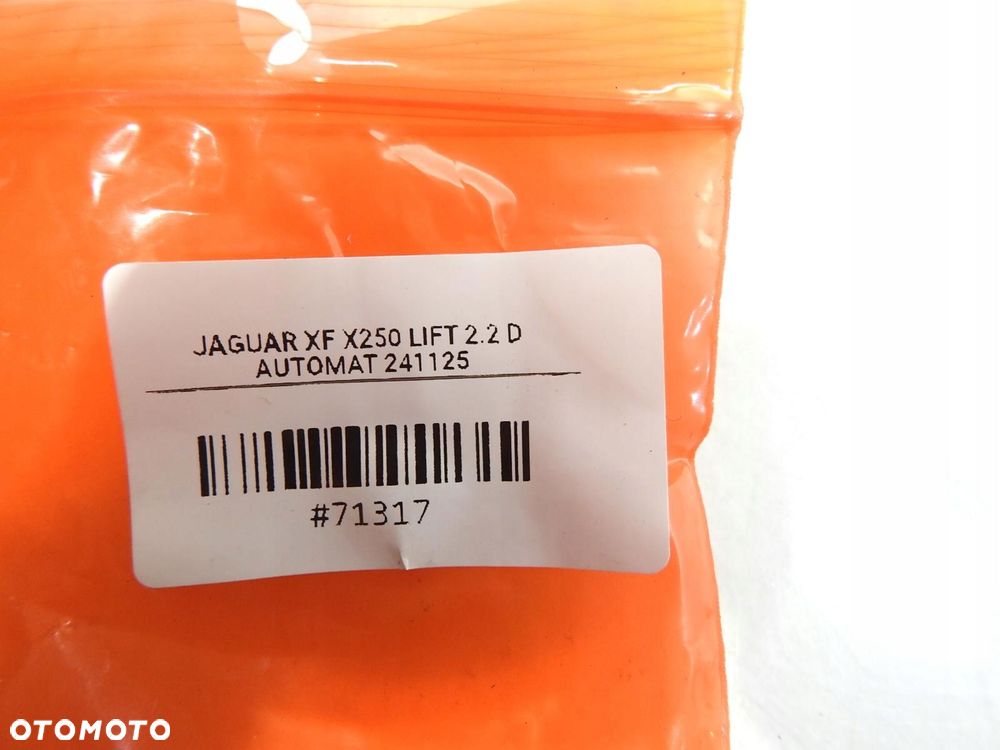 JAGUAR XF X250 LIFT 2.2 D
AUTOMAT 241125
#71317
OTOMOTO